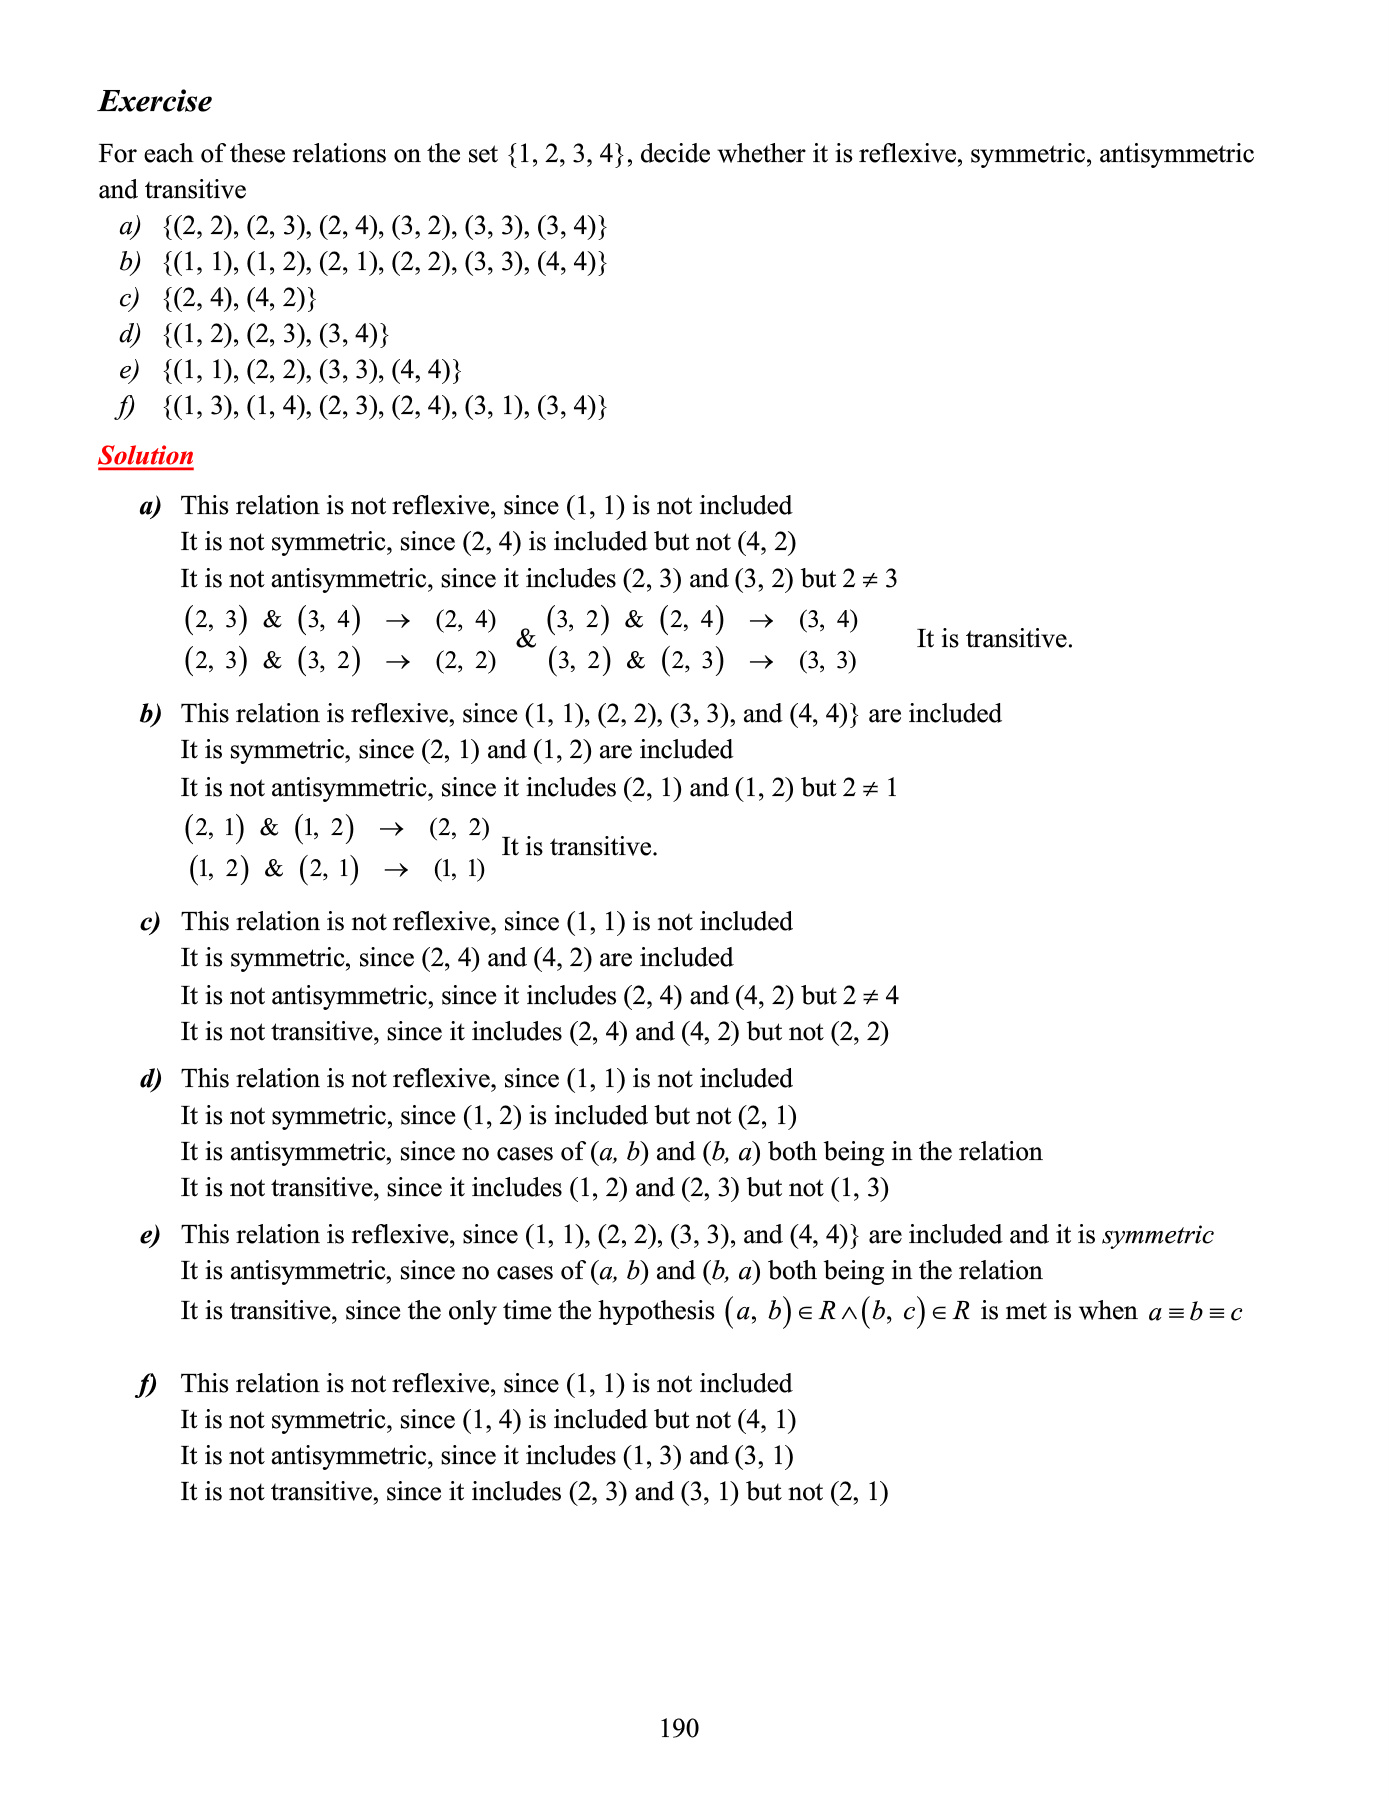 Exercise
For each of these relations on the set {1, 2, 3, 4}, decide whether it is reflexive, symmetric, antisymmetric
and transitive
a) {(2, 2), (2, 3), (2, 4), (3, 2), (3, 3), (3, 4)}
b) {(1, 1), (1, 2), (2, 1), (2, 2), (3, 3), (4, 4)}
c) {(2, 4), (4, 2)}
d) {(1, 2), (2, 3), (3, 4)}
e) {(1, 1), (2, 2), (3, 3), (4, 4)}
f) {(1, 3), (1, 4), (2, 3), (2, 4), (3, 1), (3, 4)}
Solution
a) This relation is not reflexive, since (1, 1) is not included
It is not symmetric, since (2, 4) is included but not (4, 2)
It is not antisymmetric, since it includes (2, 3) and (3, 2) but 2 ≠ 3
(2, 3) & (3, 4) → (2, 4) & (3, 2) & (2, 4) → (3, 4) It is transitive.
(2, 3) & (3, 2) → (2, 2) (3, 2) & (2, 3) → (3, 3)
b) This relation is reflexive, since (1, 1), (2, 2), (3, 3), and (4, 4)} are included
It is symmetric, since (2, 1) and (1, 2) are included
It is not antisymmetric, since it includes (2, 1) and (1, 2) but 2 ≠ 1
(2, 1) & (1, 2) → (2, 2) It is transitive.
(1, 2) & (2, 1) → (1, 1)
c) This relation is not reflexive, since (1, 1) is not included
It is symmetric, since (2, 4) and (4, 2) are included
It is not antisymmetric, since it includes (2, 4) and (4, 2) but 2 ≠ 4
It is not transitive, since it includes (2, 4) and (4, 2) but not (2, 2)
d) This relation is not reflexive, since (1, 1) is not included
It is not symmetric, since (1, 2) is included but not (2, 1)
It is antisymmetric, since no cases of (a, b) and (b, a) both being in the relation
It is not transitive, since it includes (1, 2) and (2, 3) but not (1, 3)
e) This relation is reflexive, since (1, 1), (2, 2), (3, 3), and (4, 4)} are included and it is symmetric
It is antisymmetric, since no cases of (a, b) and (b, a) both being in the relation
It is transitive, since the only time the hypothesis (a, b) ∈ R ∧ (b, c) ∈ R is met is when a ≡ b ≡ c
f) This relation is not reflexive, since (1, 1) is not included
It is not symmetric, since (1, 4) is included but not (4, 1)
It is not antisymmetric, since it includes (1, 3) and (3, 1)
It is not transitive, since it includes (2, 3) and (3, 1) but not (2, 1)
190